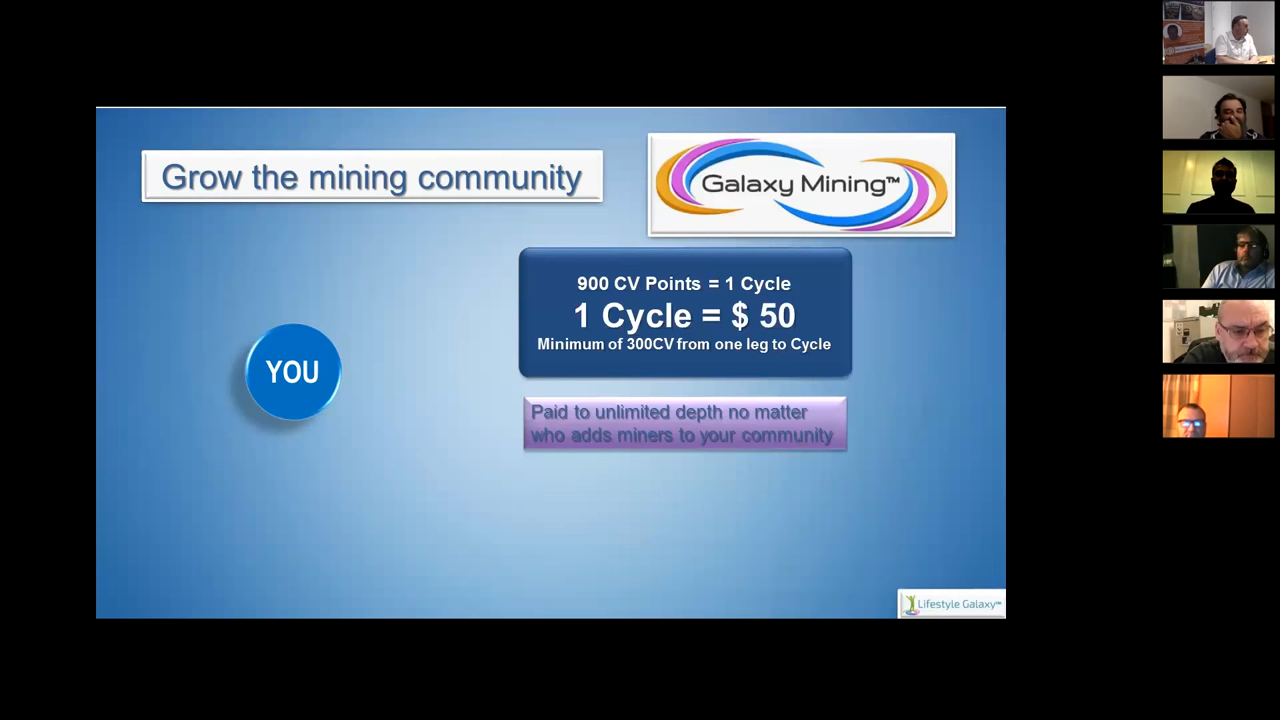 Grow the mining community
Galaxy Mining™
900 CV Points = 1 Cycle
1 Cycle = $ 50
Minimum of 300CV from one leg to Cycle
YOU
Paid to unlimited depth no matter
who adds miners to your community
Lifestyle Galaxy™